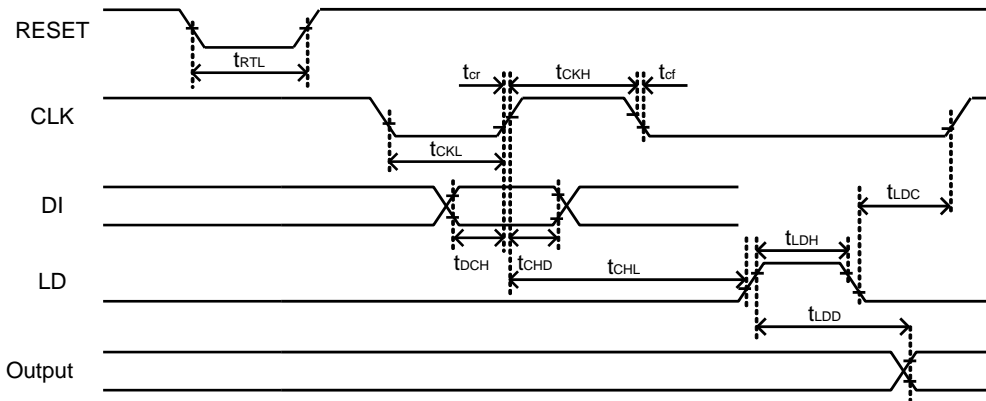 RESET
tRTL
tcr
tCKH
tcf
CLK
tCKL
DI
tLDC
tDCH
tCHD
tCHL
tLDH
LD
tLDD
Output